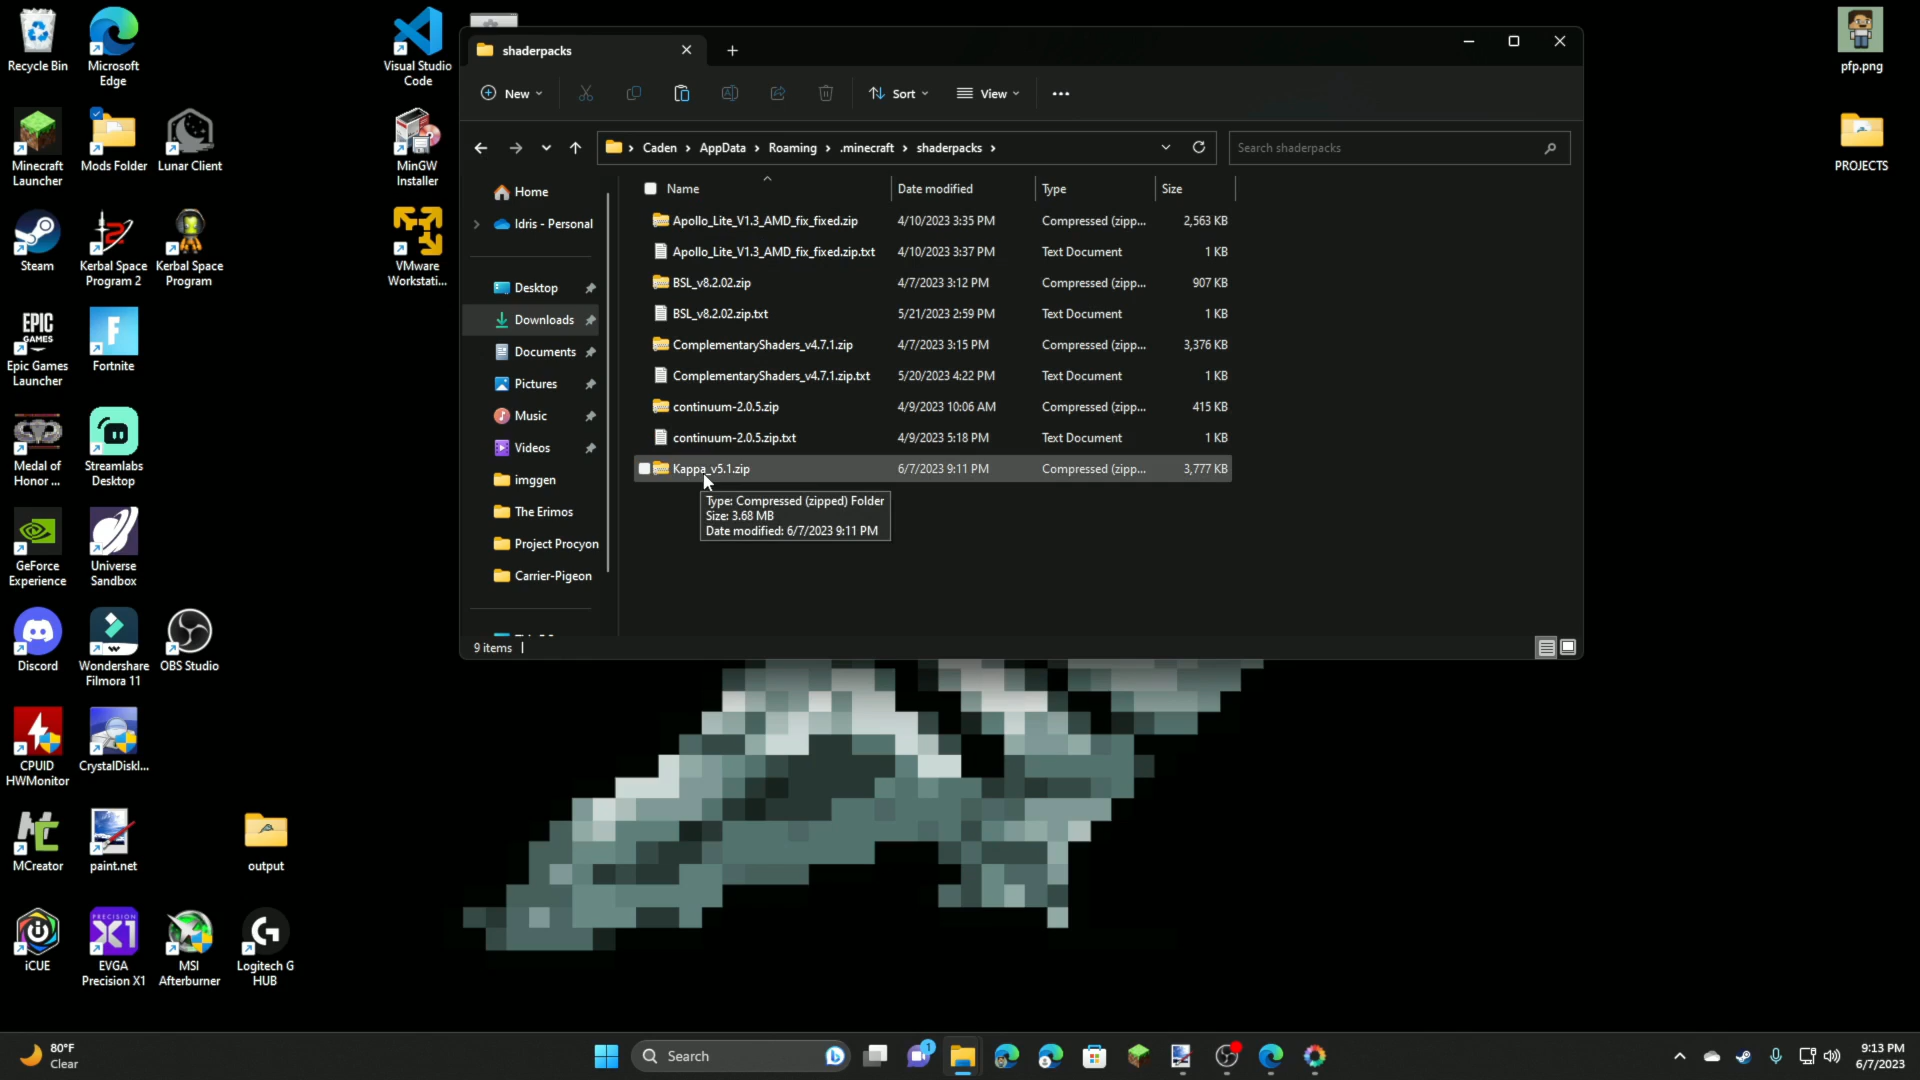 Recycle Bin
Microsoft
Edge
Visual Studio
Code
Minecraft
Launcher
Mods Folder
Lunar Client
MinGW
Installer
Steam
Kerbal Space
Program 2
Kerbal Space
Program
VMware
Workstati...
EPIC
GAMES
Epic Games
Launcher
Fortnite
Medal of
Honor ...
Streamlabs
Desktop
GeForce
Experience
Universe
Sandbox
Discord
Wondershare
Filmora 11
OBS Studio
CPUID
HWMonitor
CrystalDiskI...
MCreator
paint.net
output
iCUE
PRECISION
X1
EVGA
Precision X1
MSI
Afterburner
Logitech G
HUB
pfp.png
PROJECTS
shaderpacks
New
Sort
View
Caden > AppData > Roaming > .minecraft > shaderpacks >
Search shaderpacks
Home
Idris - Personal
Desktop
Downloads
Documents
Pictures
Music
Videos
imggen
The Erimos
Project Procyon
Carrier-Pigeon
Name Date modified Type Size
Apollo_Lite_V1.3_AMD_fix_fixed.zip 4/10/2023 3:35 PM Compressed (zipp... 2,563 KB
Apollo_Lite_V1.3_AMD_fix_fixed.zip.txt 4/10/2023 3:37 PM Text Document 1 KB
BSL_v8.2.02.zip 4/7/2023 3:12 PM Compressed (zipp... 907 KB
BSL_v8.2.02.zip.txt 5/21/2023 2:59 PM Text Document 1 KB
ComplementaryShaders_v4.7.1.zip 4/7/2023 3:15 PM Compressed (zipp... 3,376 KB
ComplementaryShaders_v4.7.1.zip.txt 5/20/2023 4:22 PM Text Document 1 KB
continuum-2.0.5.zip 4/9/2023 10:06 AM Compressed (zipp... 415 KB
continuum-2.0.5.zip.txt 4/9/2023 5:18 PM Text Document 1 KB
Kappa_v5.1.zip 6/7/2023 9:11 PM Compressed (zipp... 3,777 KB
Type: Compressed (zipped) Folder
Size: 3.68 MB
Date modified: 6/7/2023 9:11 PM
9 items
80°F
Clear
Search
1
9:13 PM
6/7/2023